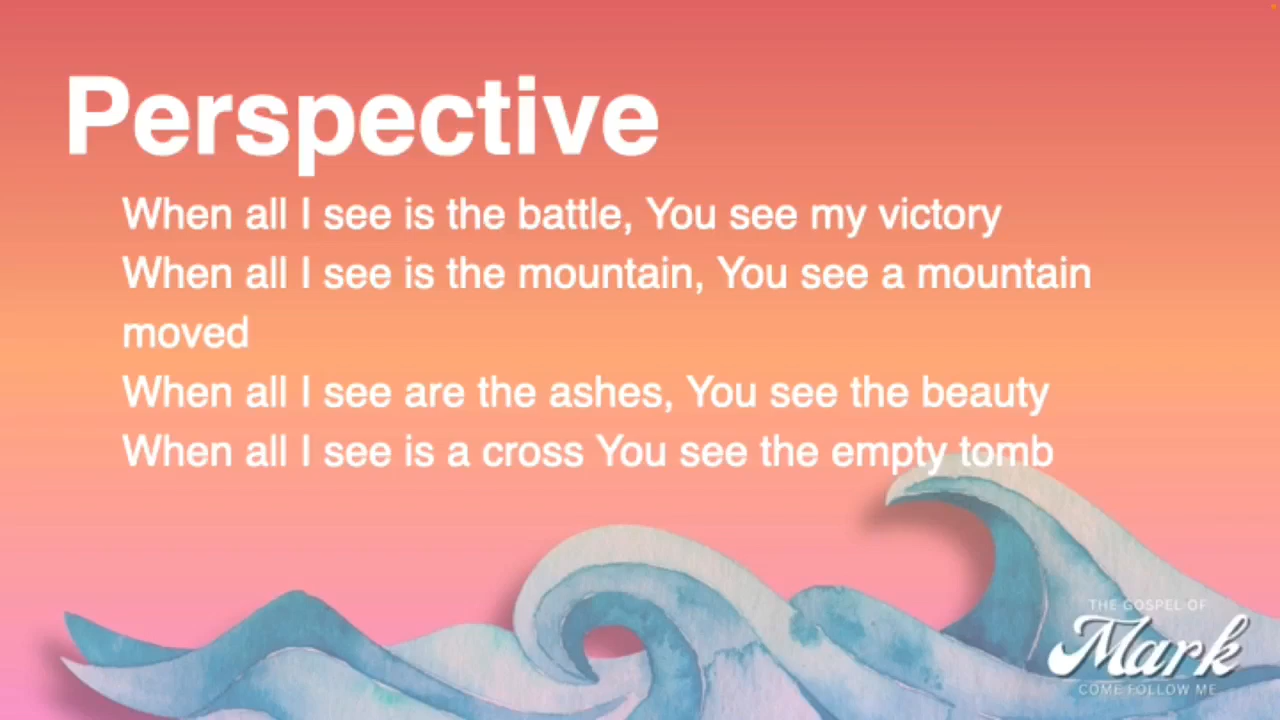 Perspective
When all I see is the battle, You see my victory
When all I see is the mountain, You see a mountain
moved
When all I see are the ashes, You see the beauty
When all I see is a cross You see the empty tomb
THE GOSPEL OF
Mark
COME FOLLOW ME